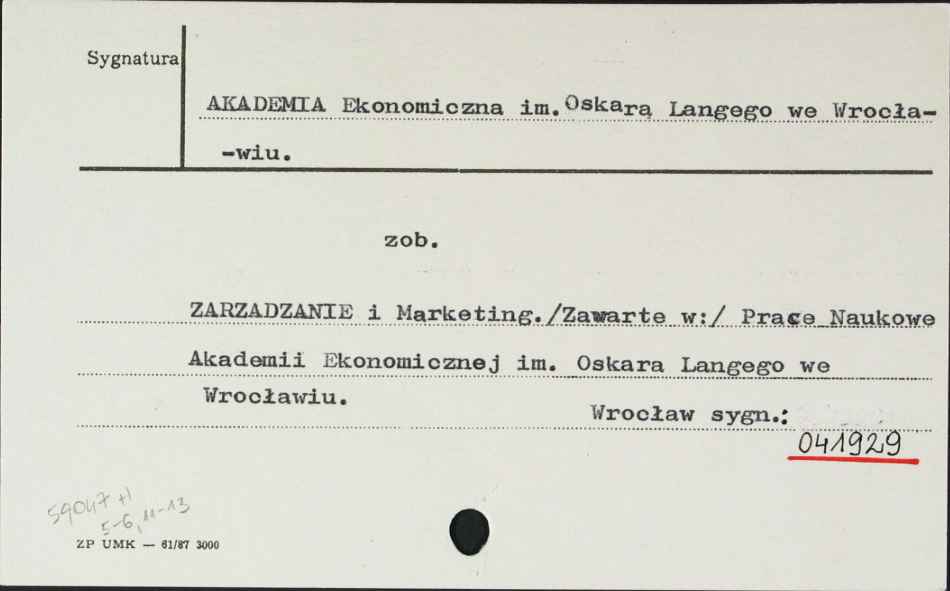 Sygnatura
AKADEMIA Ekonomiczna im. Oskara Langego we Wrocła-
-wiu.
zob.
ZARZADZANIE i Marketing./Zawarte w:/ Prace Naukowe
Akademii Ekonomicznej im. Oskara Langego we
Wrocławiu.
Wrocław sygn.:
041929
59047 +1
5-6, 11-13
ZP UMK — 61/87 3000